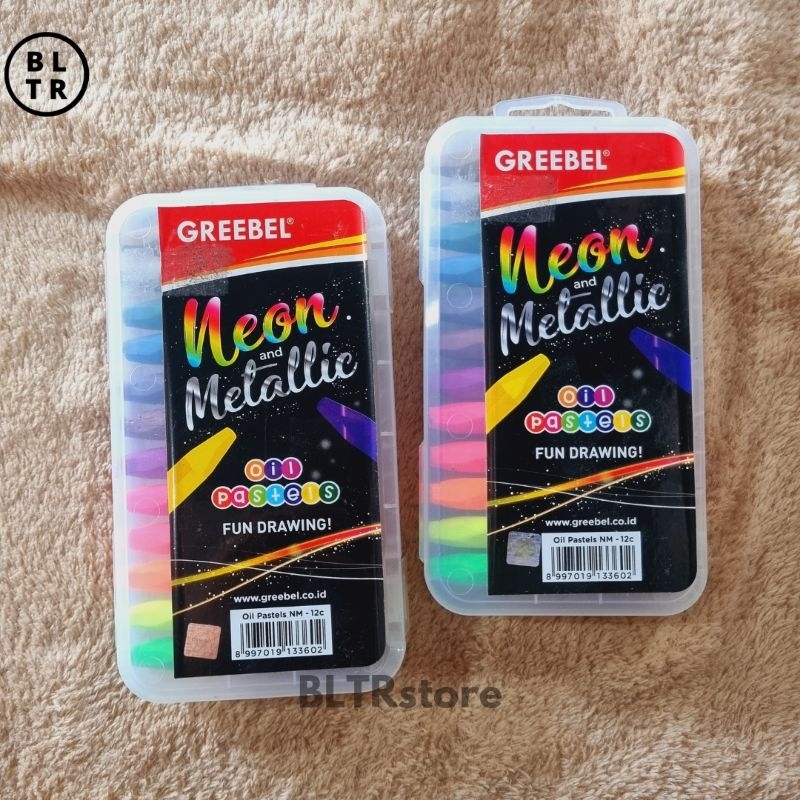 BL
TR
GREEBEL®
Neon
and
Metallic
oil
pastels
FUN DRAWING!
www.greebel.co.id
Oil Pastels NM - 12c
8 997019 133602
GREEBEL®
Neon
and
Metallic
oil
pastels
FUN DRAWING!
www.greebel.co.id
Oil Pastels NM - 12c
8 997019 133602
BLTRstore